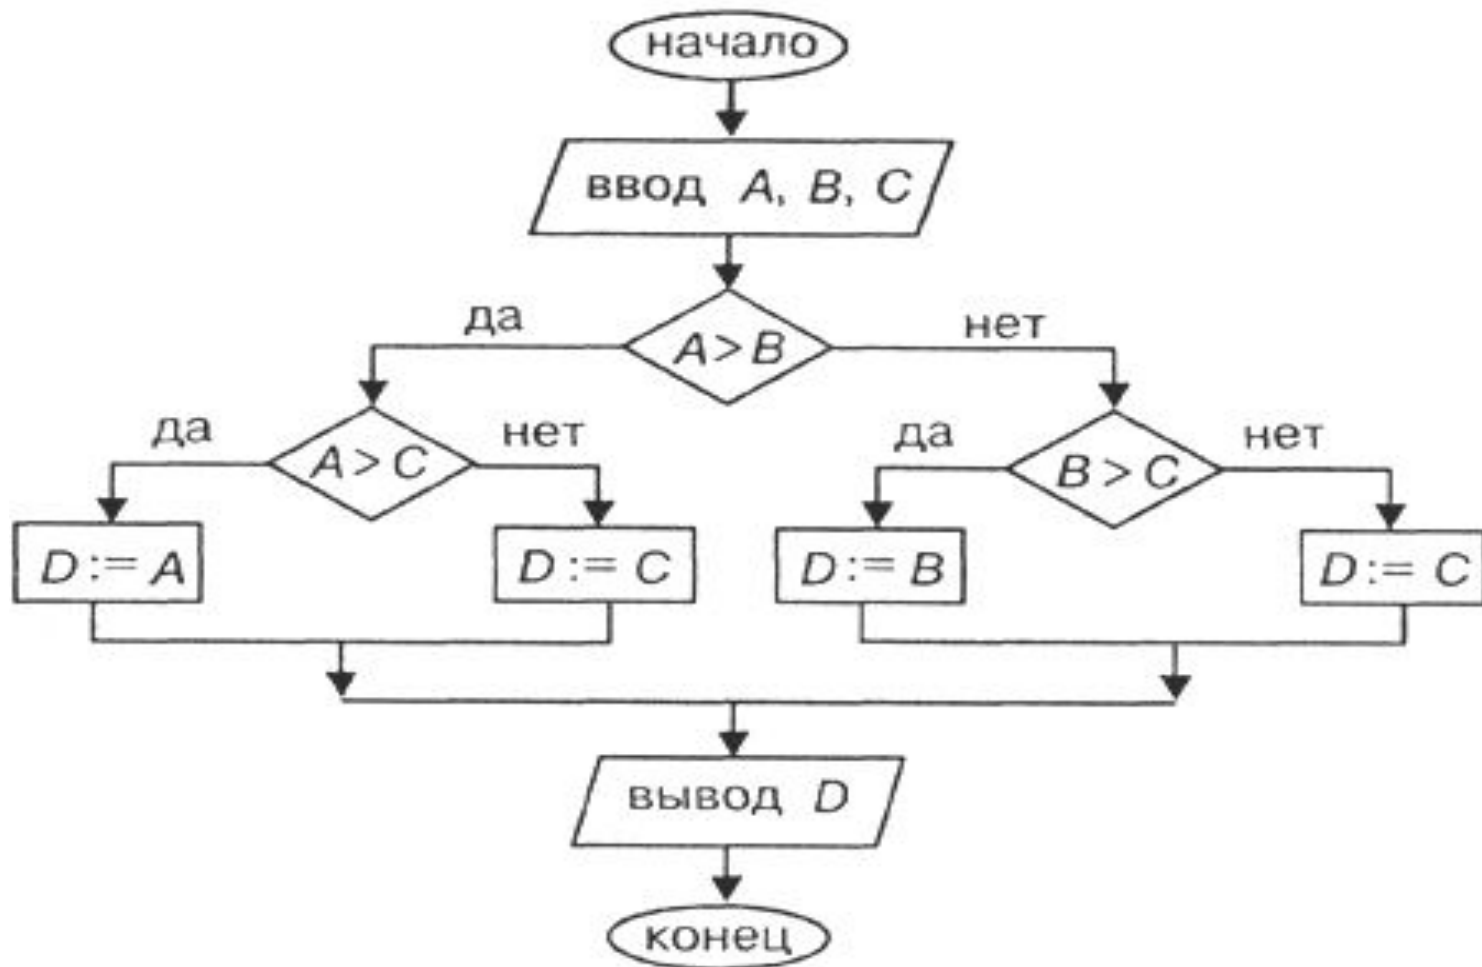 начало
ввод A, B, C
да
A > B
нет
да
A > C
нет
да
B > C
нет
D := A
D := C
D := B
D := C
вывод D
конец